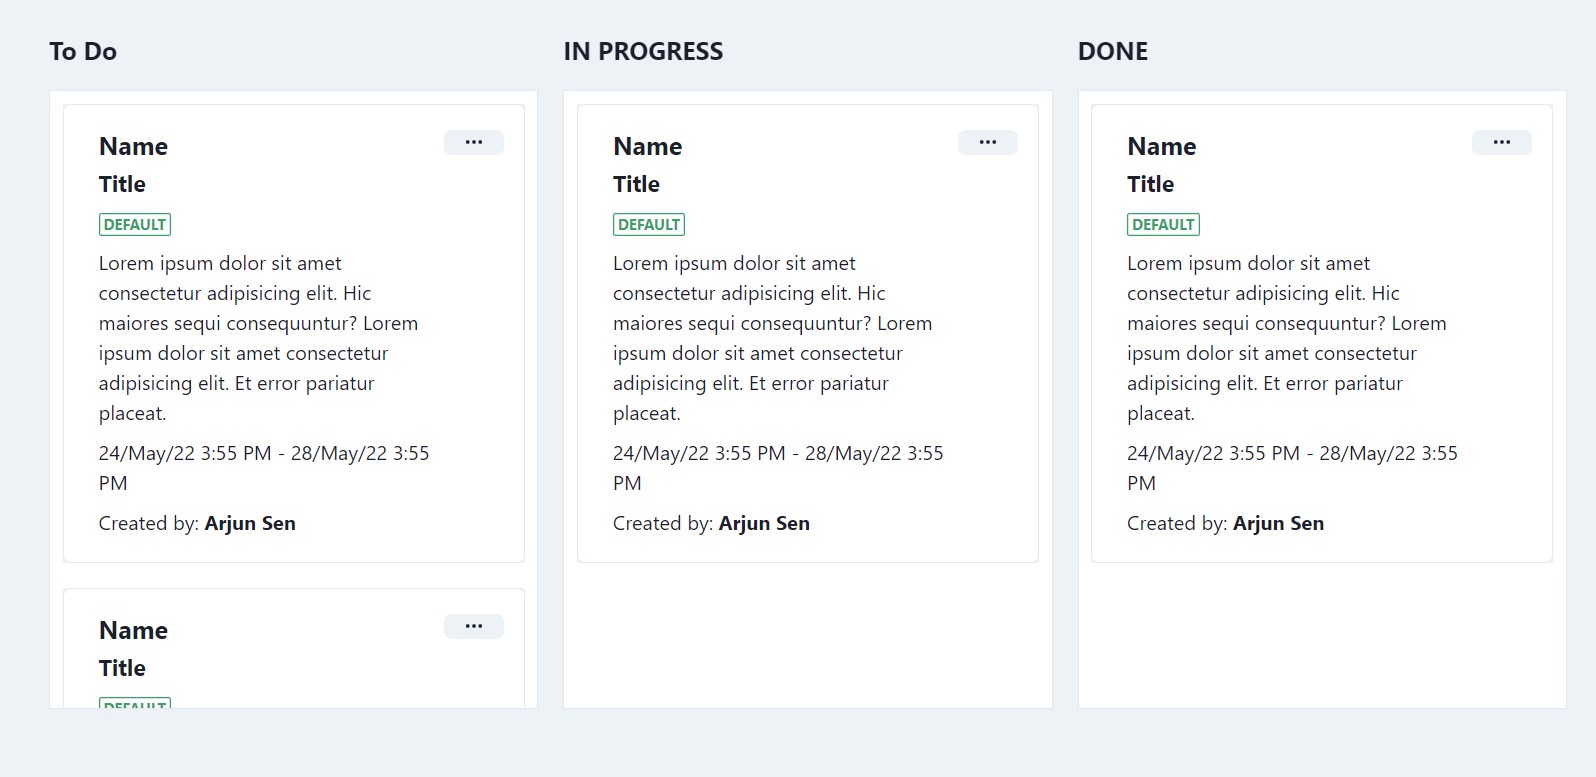 To Do
Name
...
Title
DEFAULT
Lorem ipsum dolor sit amet
consectetur adipisicing elit. Hic
maiores sequi consequuntur? Lorem
ipsum dolor sit amet consectetur
adipisicing elit. Et error pariatur
placeat.
24/May/22 3:55 PM - 28/May/22 3:55
PM
Created by: Arjun Sen
Name
...
Title
DEFAULT
IN PROGRESS
Name
...
Title
DEFAULT
Lorem ipsum dolor sit amet
consectetur adipisicing elit. Hic
maiores sequi consequuntur? Lorem
ipsum dolor sit amet consectetur
adipisicing elit. Et error pariatur
placeat.
24/May/22 3:55 PM - 28/May/22 3:55
PM
Created by: Arjun Sen
DONE
Name
...
Title
DEFAULT
Lorem ipsum dolor sit amet
consectetur adipisicing elit. Hic
maiores sequi consequuntur? Lorem
ipsum dolor sit amet consectetur
adipisicing elit. Et error pariatur
placeat.
24/May/22 3:55 PM - 28/May/22 3:55
PM
Created by: Arjun Sen